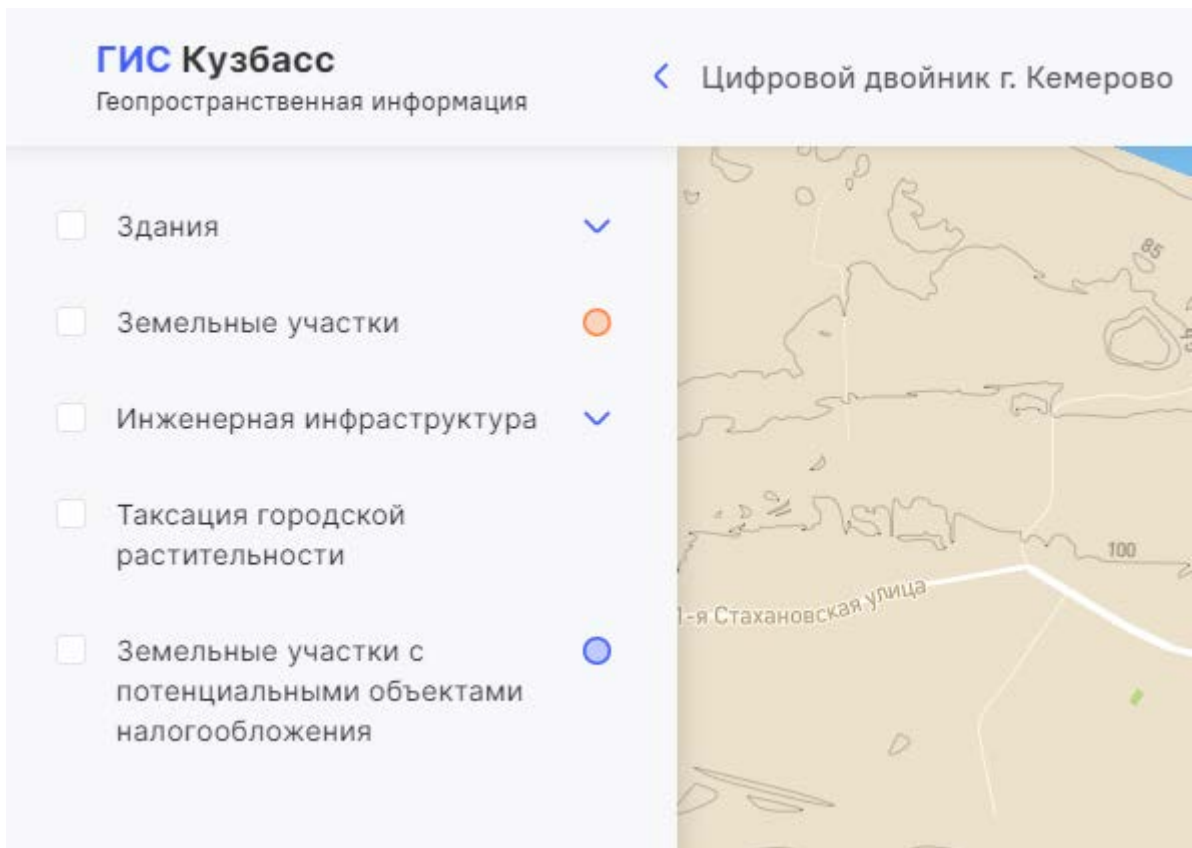 ГИС Кузбасс
Геопространственная информация
Цифровой двойник г. Кемерово
Здания
Земельные участки
Инженерная инфраструктура
Таксация городской
растительности
Земельные участки с
потенциальными объектами
налогообложения
85
100
1-я Стахановская улица